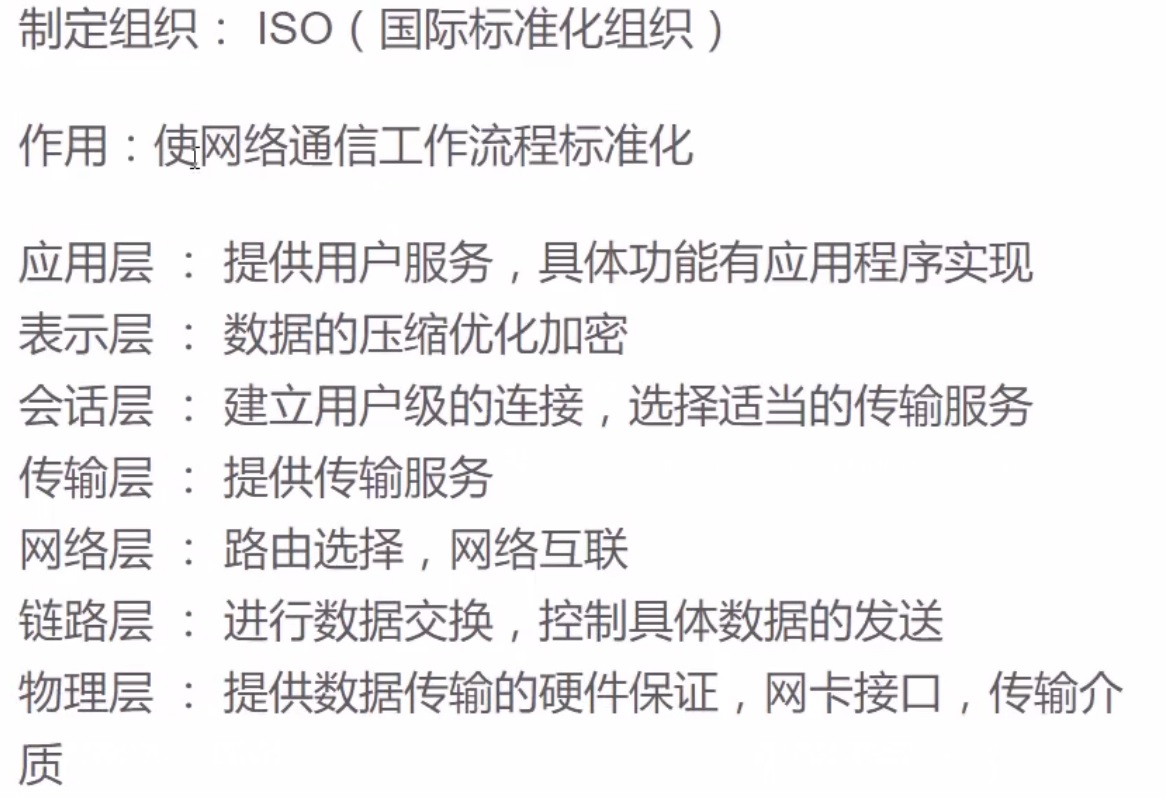 制定组织： ISO（国际标准化组织）
作用：使网络通信工作流程标准化
应用层 ： 提供用户服务，具体功能有应用程序实现
表示层 ： 数据的压缩优化加密
会话层 ： 建立用户级的连接，选择适当的传输服务
传输层 ： 提供传输服务
网络层 ： 路由选择，网络互联
链路层 ： 进行数据交换，控制具体数据的发送
物理层 ： 提供数据传输的硬件保证，网卡接口，传输介
质